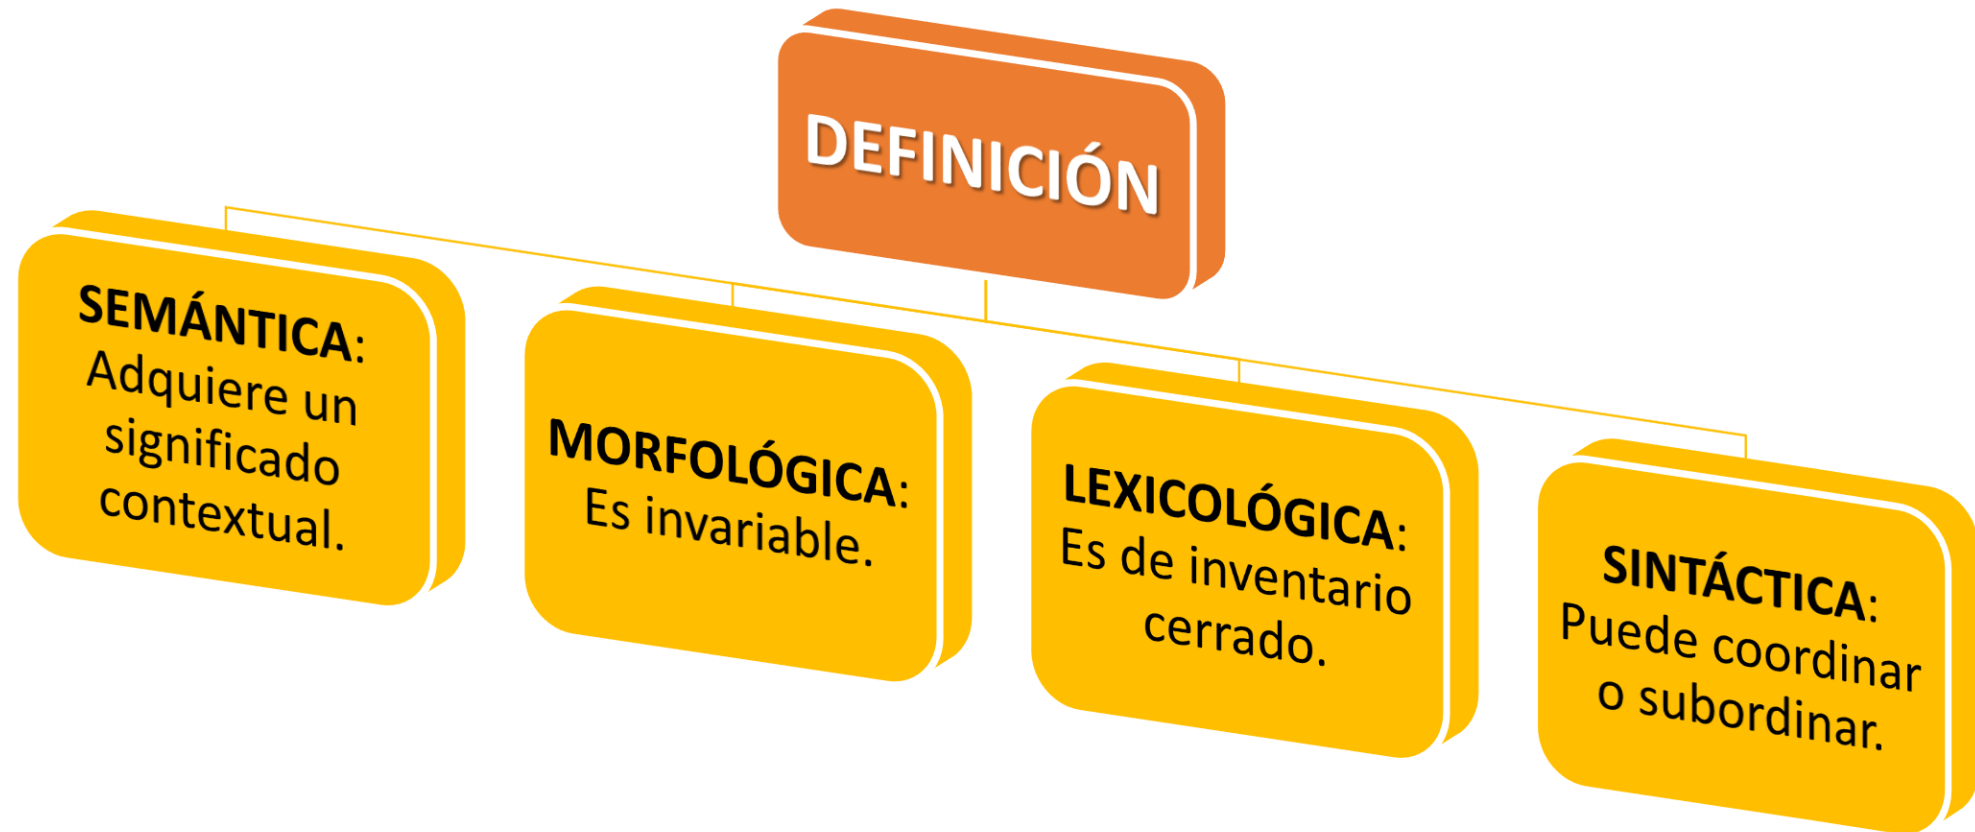 DEFINICIÓN
SEMÁNTICA:
Adquiere un
significado
contextual.
MORFOLÓGICA:
Es invariable.
LEXICOLÓGICA:
Es de inventario
cerrado.
SINTÁCTICA:
Puede coordinar
o subordinar.